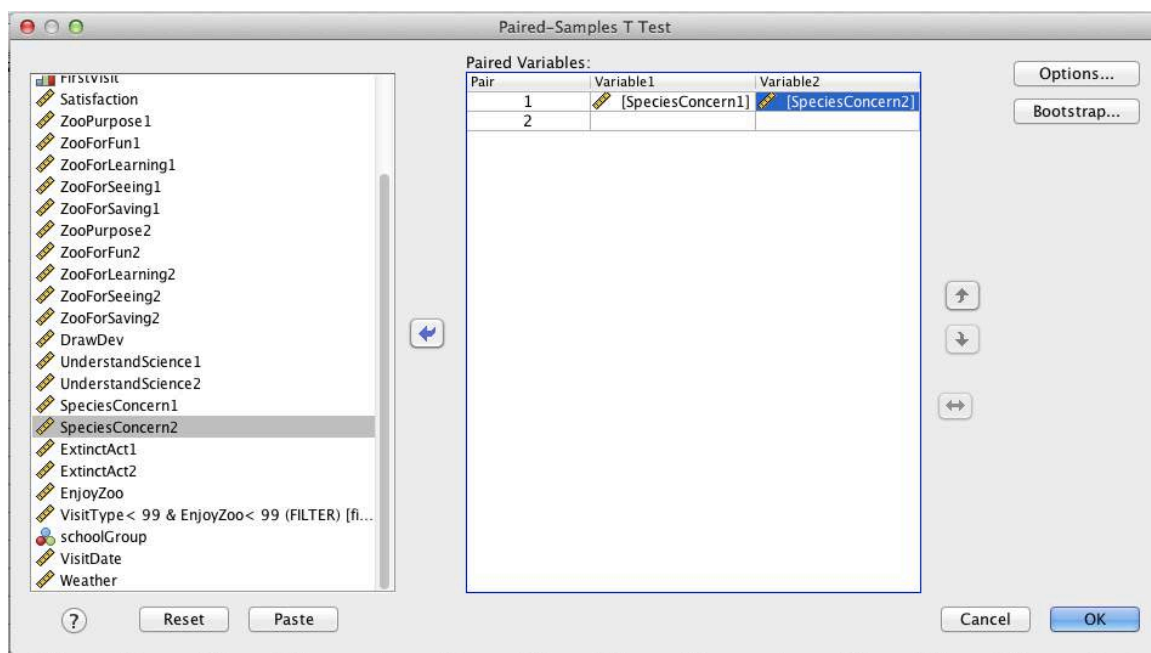 Paired-Samples T Test
FirstVisit
Satisfaction
ZooPurpose1
ZooForFun1
ZooForLearning1
ZooForSeeing1
ZooForSaving1
ZooPurpose2
ZooForFun2
ZooForLearning2
ZooForSeeing2
ZooForSaving2
DrawDev
UnderstandScience1
UnderstandScience2
SpeciesConcern1
SpeciesConcern2
ExtinctAct1
ExtinctAct2
EnjoyZoo
VisitType< 99 & EnjoyZoo< 99 (FILTER) [fi...
schoolGroup
VisitDate
Weather
Paired Variables:
Pair Variable1 Variable2
1 [SpeciesConcern1] [SpeciesConcern2]
2
Options...
Bootstrap...
? Reset Paste Cancel OK